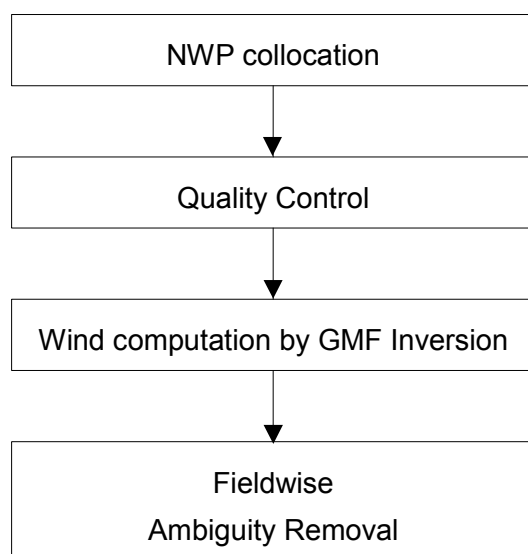 NWP collocation
Quality Control
Wind computation by GMF Inversion
Fieldwise
Ambiguity Removal